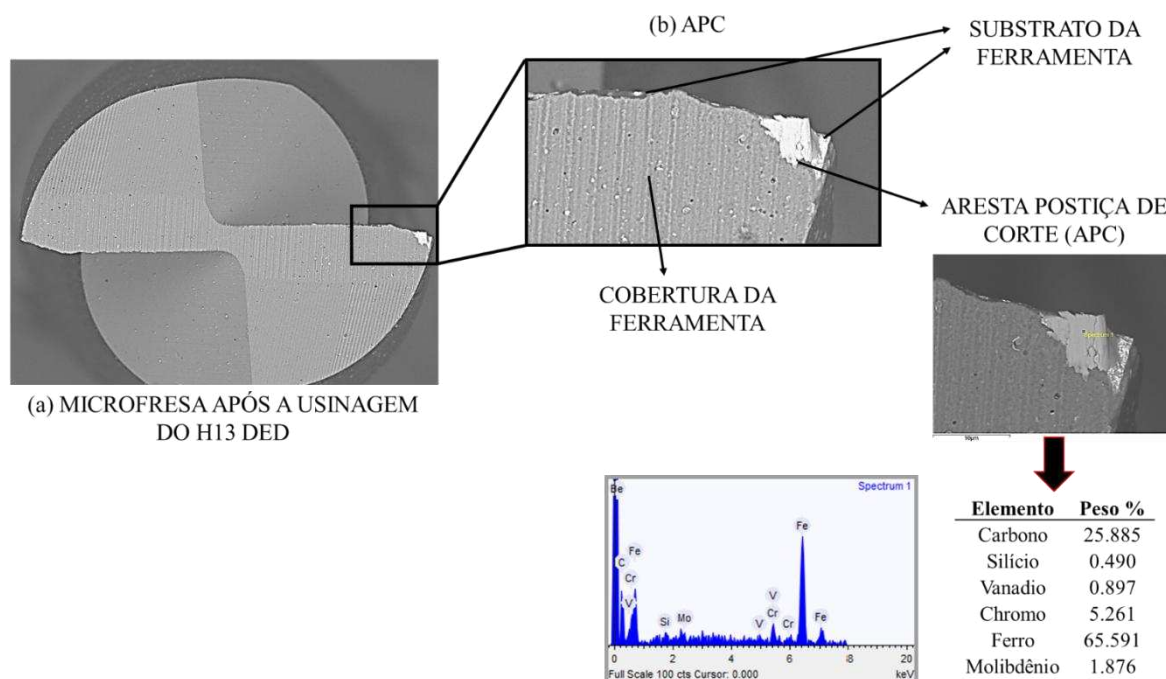 (b) APC
SUBSTRATO DA
FERRAMENTA
ARESTA POSTIÇA DE
CORTE (APC)
COBERTURA DA
FERRAMENTA
(a) MICROFRESA APÓS A USINAGEM
DO H13 DED
Spectrum 1
10µm
Spectrum 1
Be
C
Fe
Cr
V
Si
Mo
V
V
Cr
Cr
Fe
Fe
0 2 4 6 8 20
Full Scale 100 cts Cursor: 0.000 keV
Elemento Peso %
Carbono 25.885
Silício 0.490
Vanadio 0.897
Chromo 5.261
Ferro 65.591
Molibdênio 1.876